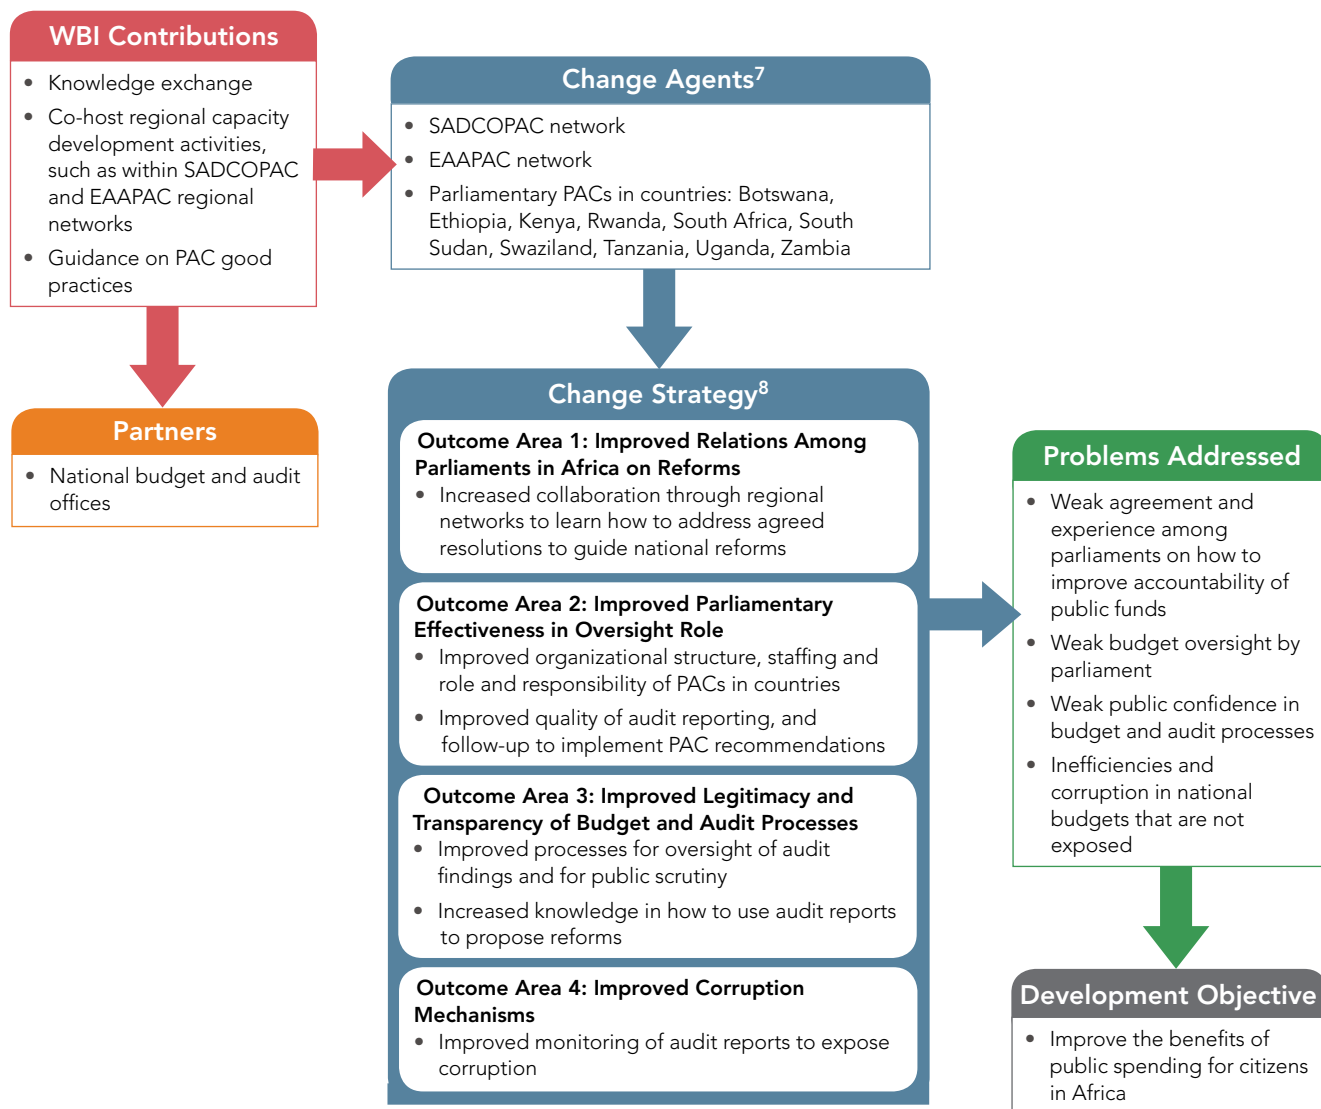 WBI Contributions
• Knowledge exchange
• Co-host regional capacity
development activities,
such as within SADCOPAC
and EAAPAC regional
networks
• Guidance on PAC good
practices
Partners
• National budget and audit
offices
Change Agents7
• SADCOPAC network
• EAAPAC network
• Parliamentary PACs in countries: Botswana,
Ethiopia, Kenya, Rwanda, South Africa, South
Sudan, Swaziland, Tanzania, Uganda, Zambia
Change Strategy8
Outcome Area 1: Improved Relations Among
Parliaments in Africa on Reforms
• Increased collaboration through regional
networks to learn how to address agreed
resolutions to guide national reforms
Outcome Area 2: Improved Parliamentary
Effectiveness in Oversight Role
• Improved organizational structure, staffing and
role and responsibility of PACs in countries
• Improved quality of audit reporting, and
follow-up to implement PAC recommendations
Outcome Area 3: Improved Legitimacy and
Transparency of Budget and Audit Processes
• Improved processes for oversight of audit
findings and for public scrutiny
• Increased knowledge in how to use audit reports
to propose reforms
Outcome Area 4: Improved Corruption
Mechanisms
• Improved monitoring of audit reports to expose
corruption
Problems Addressed
• Weak agreement and
experience among
parliaments on how to
improve accountability of
public funds
• Weak budget oversight by
parliament
• Weak public confidence in
budget and audit processes
• Inefficiencies and
corruption in national
budgets that are not
exposed
Development Objective
• Improve the benefits of
public spending for citizens
in Africa